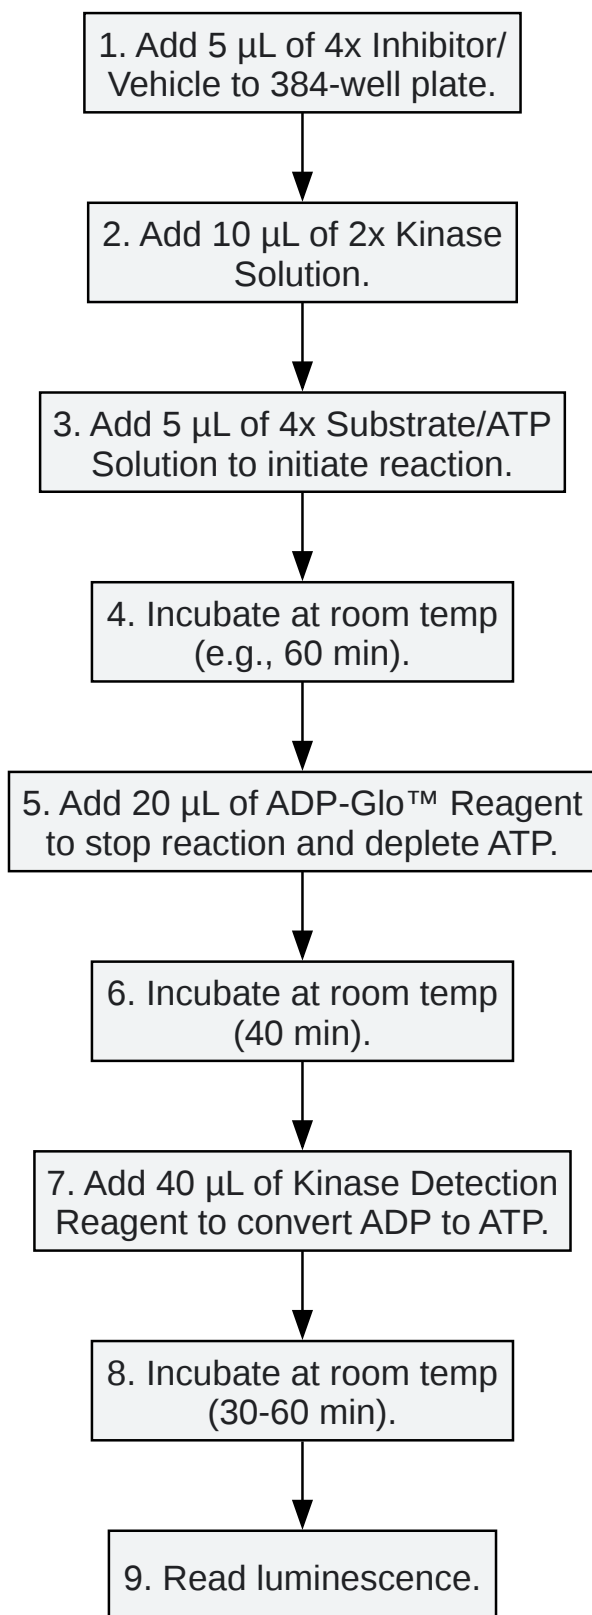 1. Add 5 µL of 4x Inhibitor/
Vehicle to 384-well plate.
2. Add 10 µL of 2x Kinase
Solution.
3. Add 5 µL of 4x Substrate/ATP
Solution to initiate reaction.
4. Incubate at room temp
(e.g., 60 min).
5. Add 20 µL of ADP-Glo™ Reagent
to stop reaction and deplete ATP.
6. Incubate at room temp
(40 min).
7. Add 40 µL of Kinase Detection
Reagent to convert ADP to ATP.
8. Incubate at room temp
(30-60 min).
9. Read luminescence.